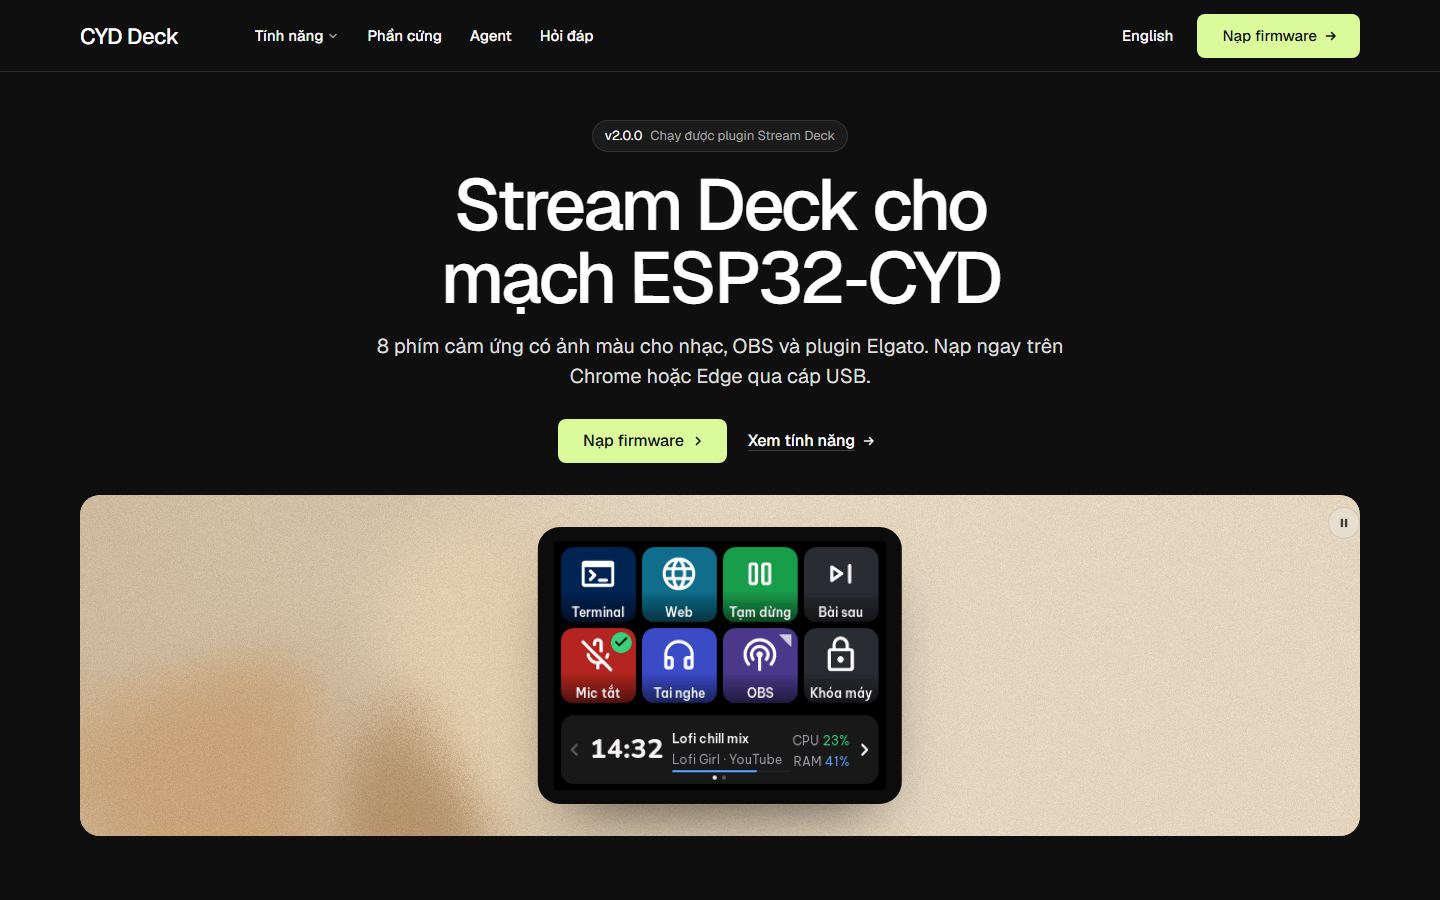 CYD Deck
Tính năng
Phần cứng
Agent
Hỏi đáp
English
Nạp firmware →
v2.0.0 Chạy được plugin Stream Deck
Stream Deck cho
mạch ESP32-CYD
8 phím cảm ứng có ảnh màu cho nhạc, OBS và plugin Elgato. Nạp ngay trên
Chrome hoặc Edge qua cáp USB.
Nạp firmware ›
Xem tính năng →
Terminal
Web
Tạm dừng
Bài sau
Mic tắt
Tai nghe
OBS
Khóa máy
14:32
Lofi chill mix
Lofi Girl · YouTube
CPU 23%
RAM 41%